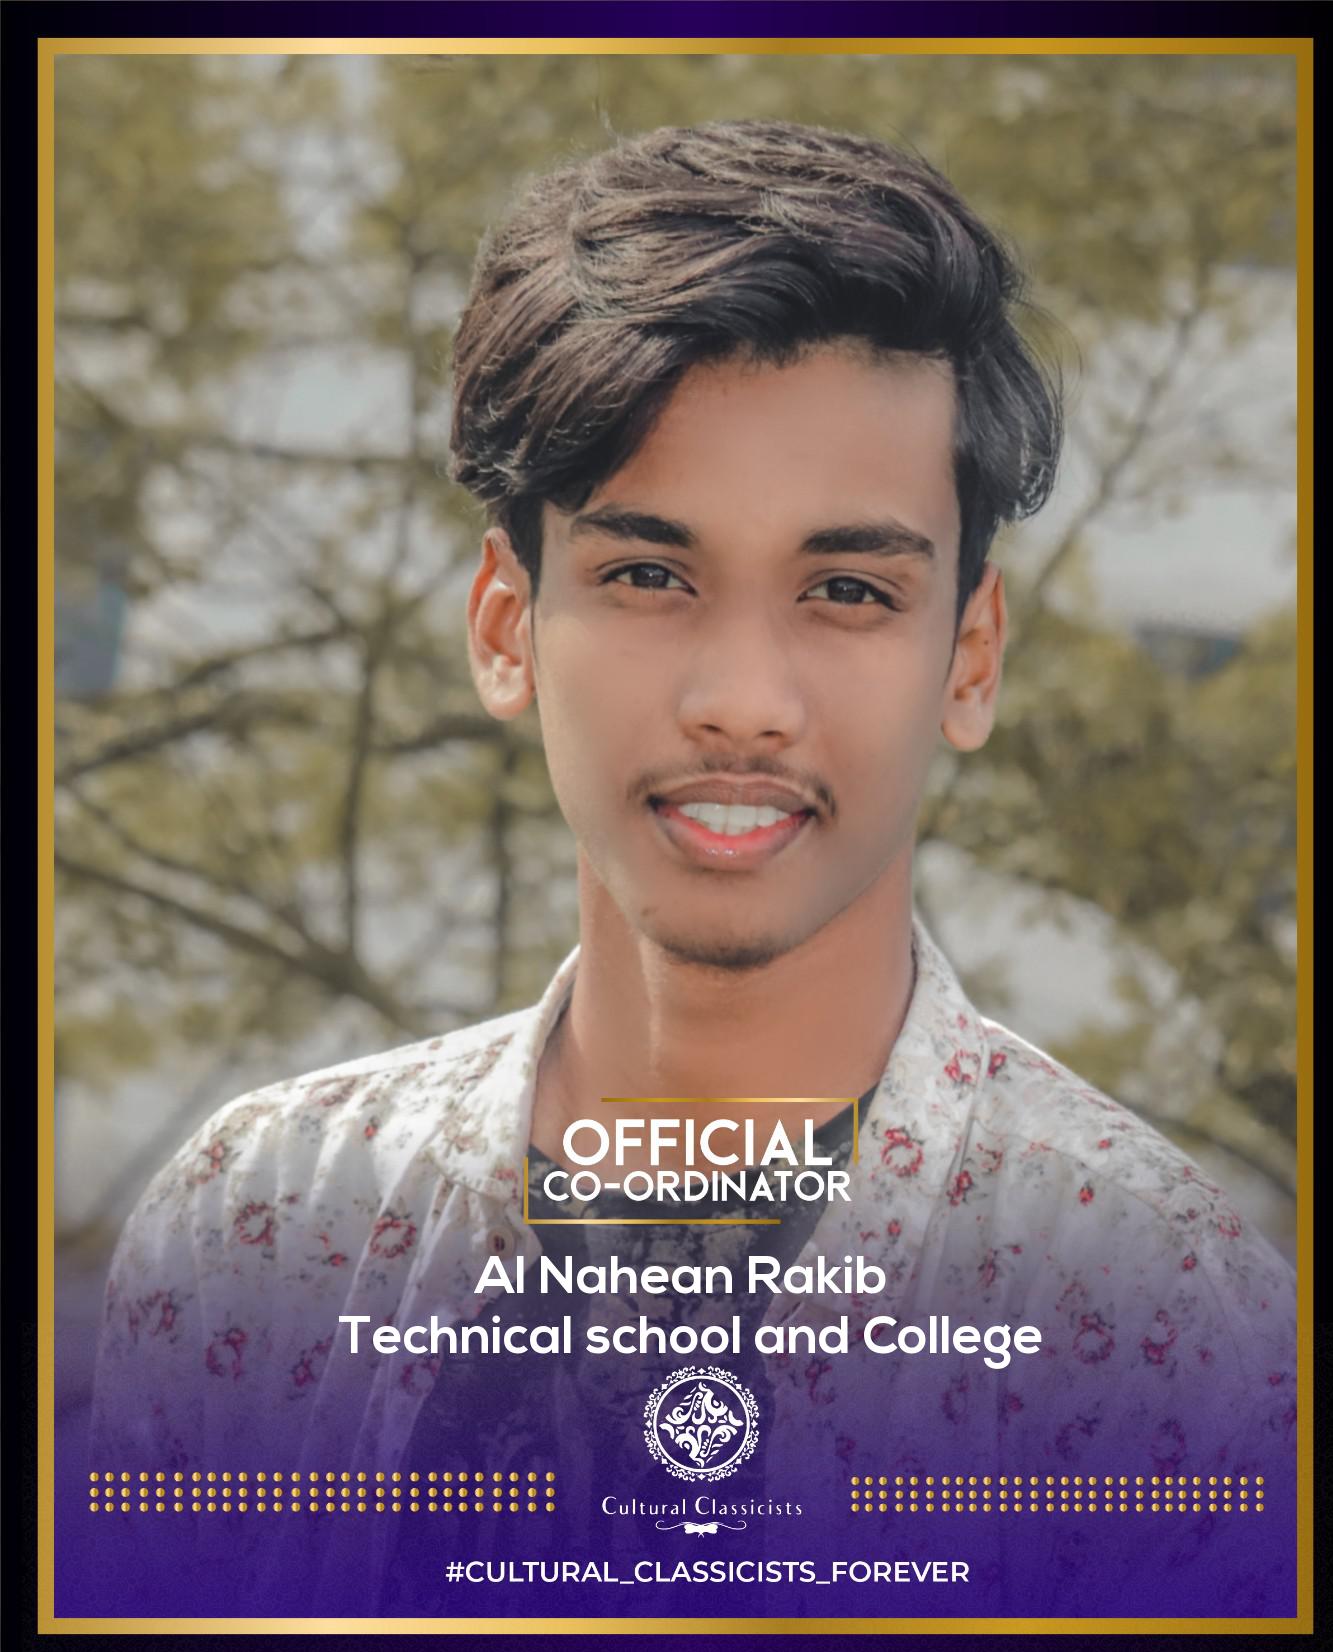 OFFICIAL
CO-ORDINATOR
Al Nahean Rakib
Technical school and College
Cultural Classicists
#CULTURAL_CLASSICISTS_FOREVER